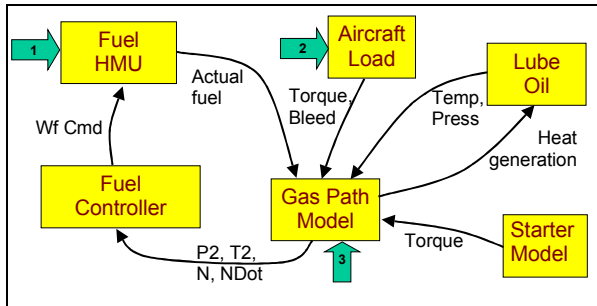 1
Fuel
HMU
Actual
fuel
2
Aircraft
Load
Torque,
Bleed
Lube
Oil
Temp,
Press
Heat
generation
Wf Cmd
Fuel
Controller
Gas Path
Model
Starter
Model
Torque
P2, T2,
N, NDot
3